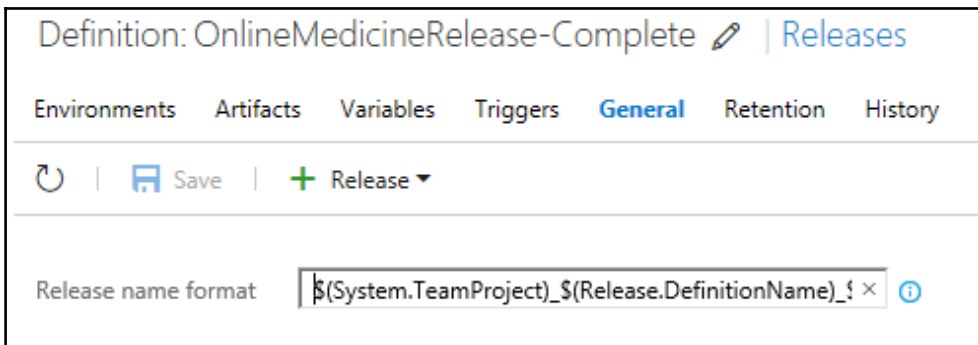 Definition: OnlineMedicineRelease-Complete | Releases
Environments Artifacts Variables Triggers General Retention History
Save | + Release
Release name format $(System.TeamProject)_$(Release.DefinitionName)_$